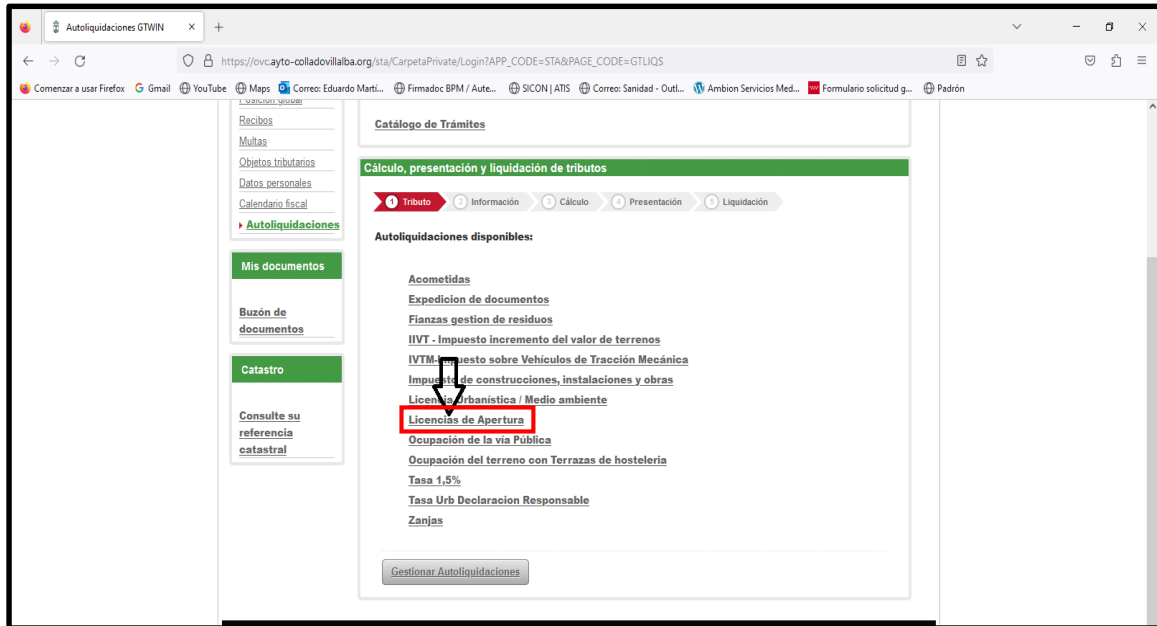 Autoliquidaciones GTWIN
https://ovc.ayto-colladovillalba.org/sta/CarpetaPrivate/Login?APP_CODE=STA&PAGE_CODE=GTLIQS
Comenzar a usar Firefox Gmail YouTube Maps Correo: Eduardo Martí... Firmadoc BPM / Aute... SICON | ATIS Correo: Sanidad - Outl... Ambion Servicios Med... Formulario solicitud g... Padrón
Posición global
Recibos
Multas
Objetos tributarios
Datos personales
Calendario fiscal
Autoliquidaciones
Mis documentos
Buzón de
documentos
Catastro
Consulte su
referencia
catastral
Catálogo de Trámites
Cálculo, presentación y liquidación de tributos
1 Tributo 2 Información 3 Cálculo 4 Presentación 5 Liquidación
Autoliquidaciones disponibles:
Acometidas
Expedicion de documentos
Fianzas gestion de residuos
IIVT - Impuesto incremento del valor de terrenos
IVTM-Impuesto sobre Vehículos de Tracción Mecánica
Impuesto de construcciones, instalaciones y obras
Licencia Urbanística / Medio ambiente
Licencias de Apertura
Ocupación de la vía Pública
Ocupación del terreno con Terrazas de hosteleria
Tasa 1,5%
Tasa Urb Declaracion Responsable
Zanjas
Gestionar Autoliquidaciones